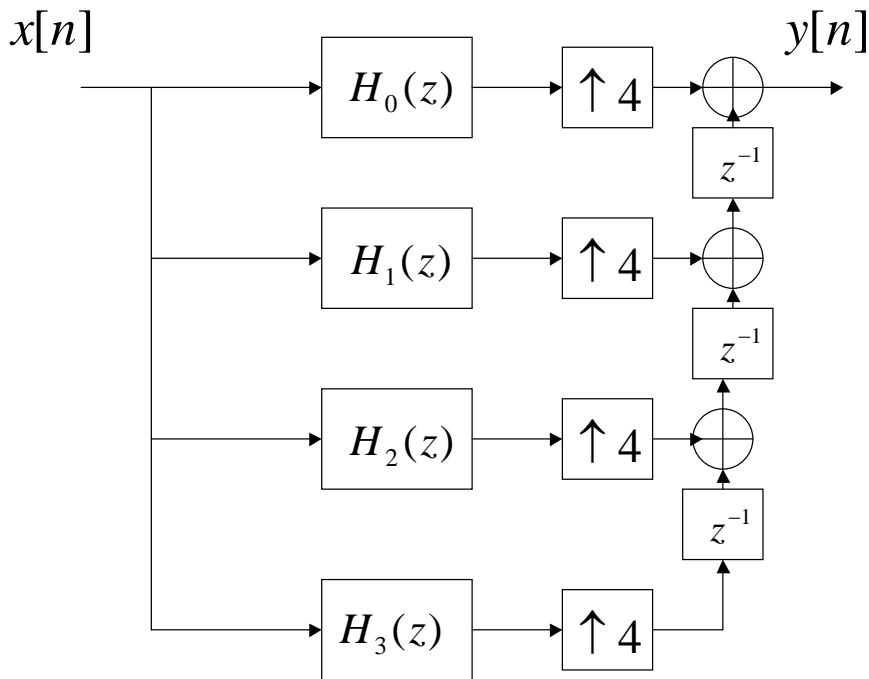 x[n]
y[n]
H₀(z)
↑ 4
z⁻¹
H₁(z)
↑ 4
z⁻¹
H₂(z)
↑ 4
z⁻¹
H₃(z)
↑ 4